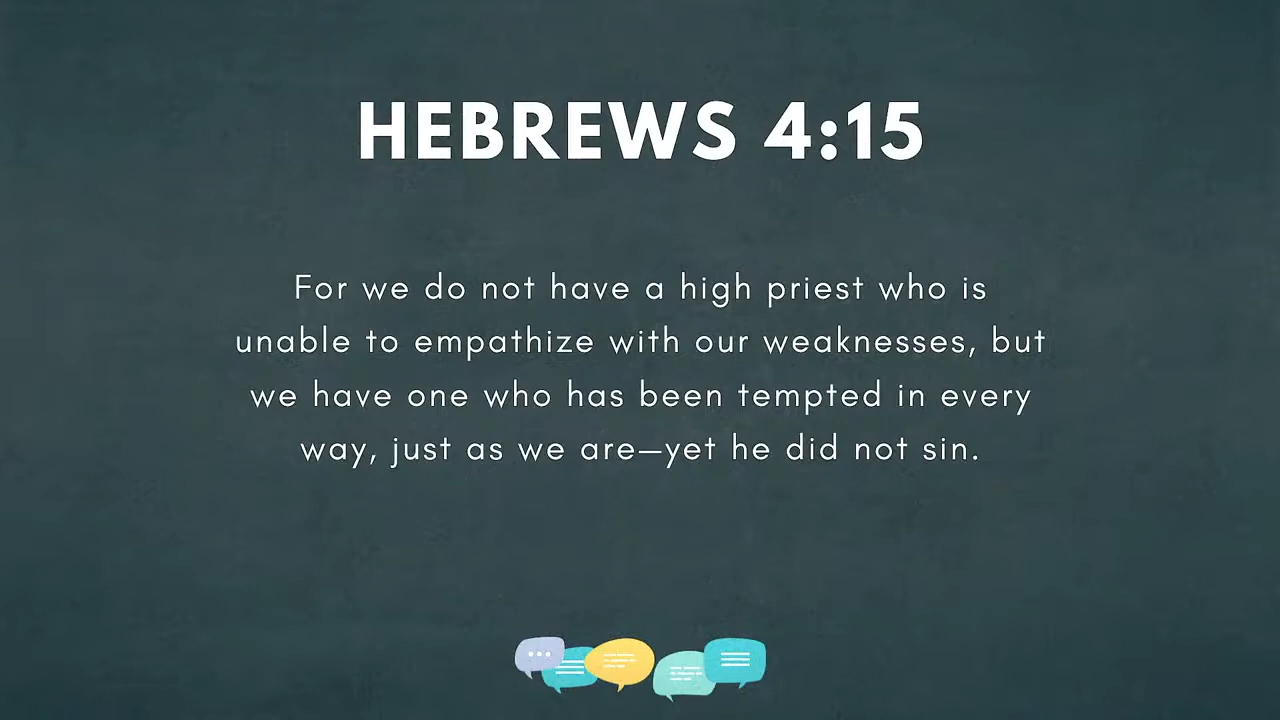 HEBREWS 4:15
For we do not have a high priest who is
unable to empathize with our weaknesses, but
we have one who has been tempted in every
way, just as we are—yet he did not sin.